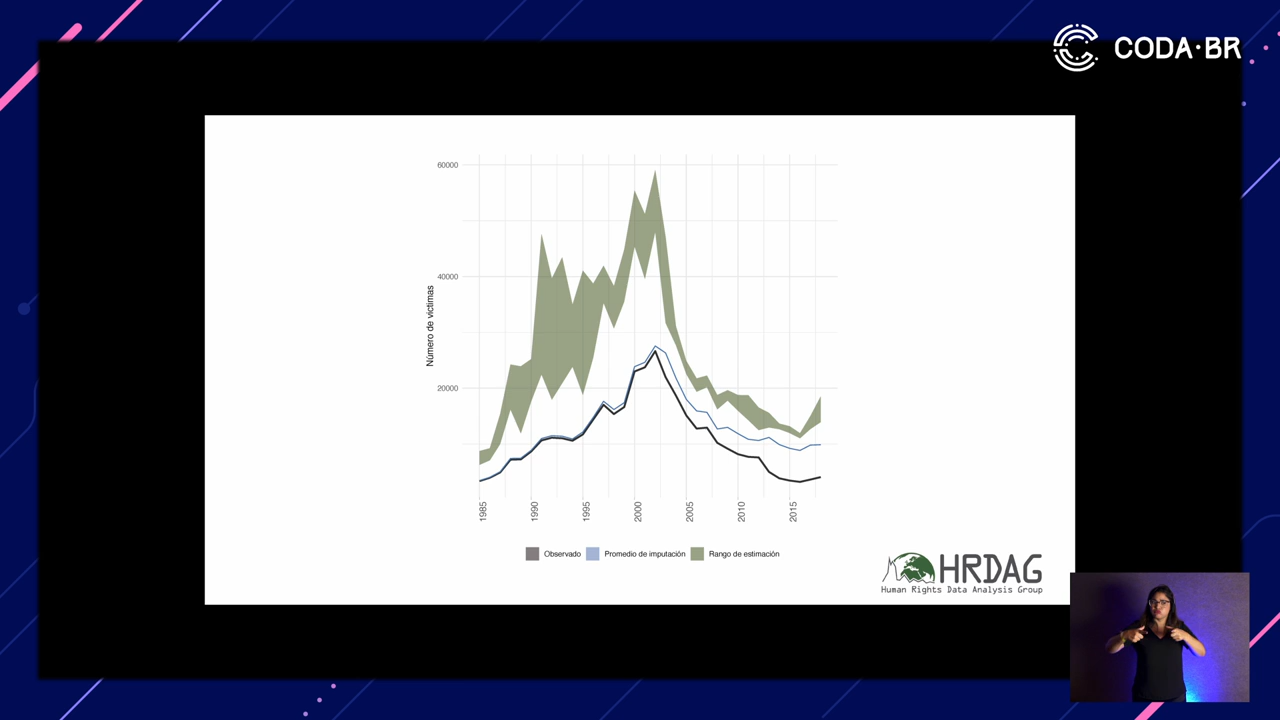 CODA·BR
60000
40000
20000
Número de víctimas
1985
1990
1995
2000
2005
2010
2015
Observado
Promedio de imputación
Rango de estimación
HRDAG
Human Rights Data Analysis Group